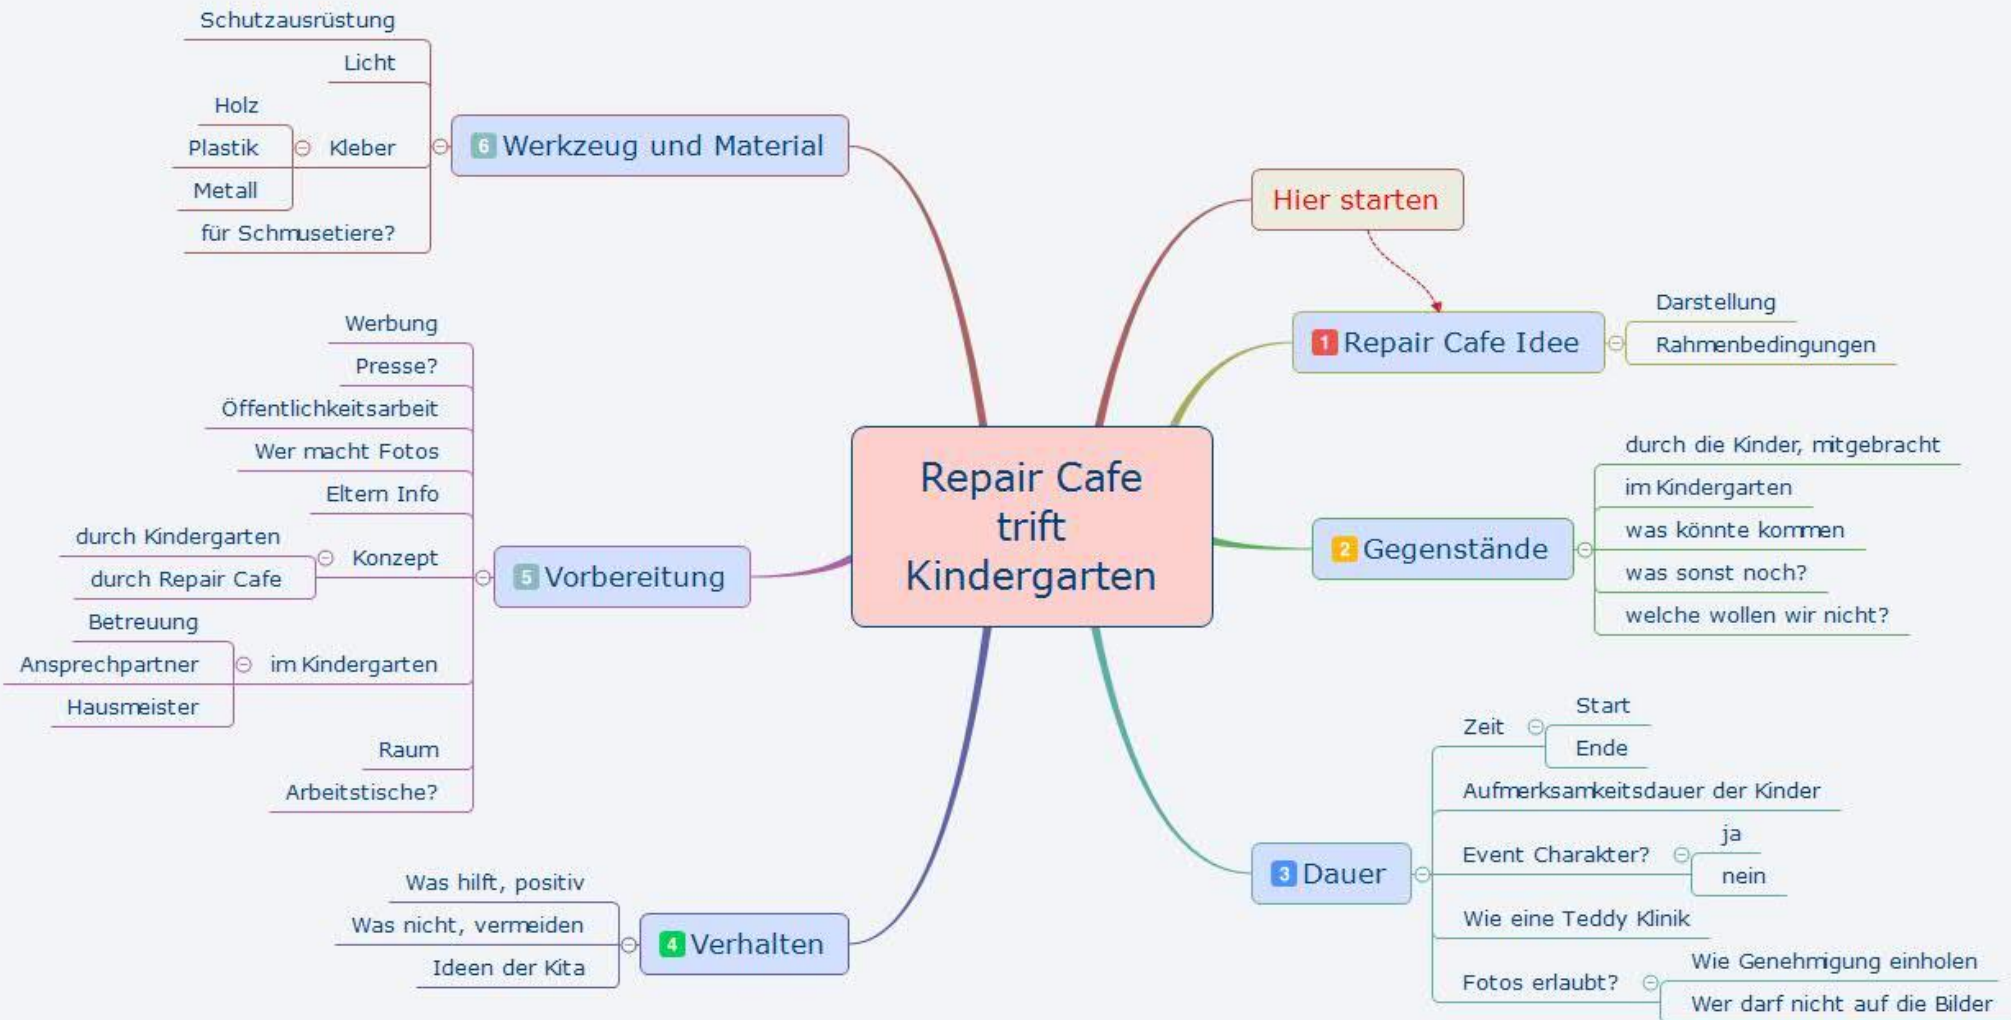 Repair Cafe
trift
Kindergarten
Hier starten
1 Repair Cafe Idee
Darstellung
Rahmenbedingungen
2 Gegenstände
durch die Kinder, mitgebracht
im Kindergarten
was könnte kommen
was sonst noch?
welche wollen wir nicht?
3 Dauer
Zeit
Start
Ende
Aufmerksamkeitsdauer der Kinder
Event Charakter?
ja
nein
Wie eine Teddy Klinik
Fotos erlaubt?
Wie Genehmigung einholen
Wer darf nicht auf die Bilder
4 Verhalten
Was hilft, positiv
Was nicht, vermeiden
Ideen der Kita
5 Vorbereitung
Werbung
Presse?
Öffentlichkeitsarbeit
Wer macht Fotos
Eltern Info
Konzept
durch Kindergarten
durch Repair Cafe
im Kindergarten
Betreuung
Ansprechpartner
Hausmeister
Raum
Arbeitstische?
6 Werkzeug und Material
Schutzausrüstung
Licht
Kleber
Holz
Plastik
Metall
für Schmusetiere?